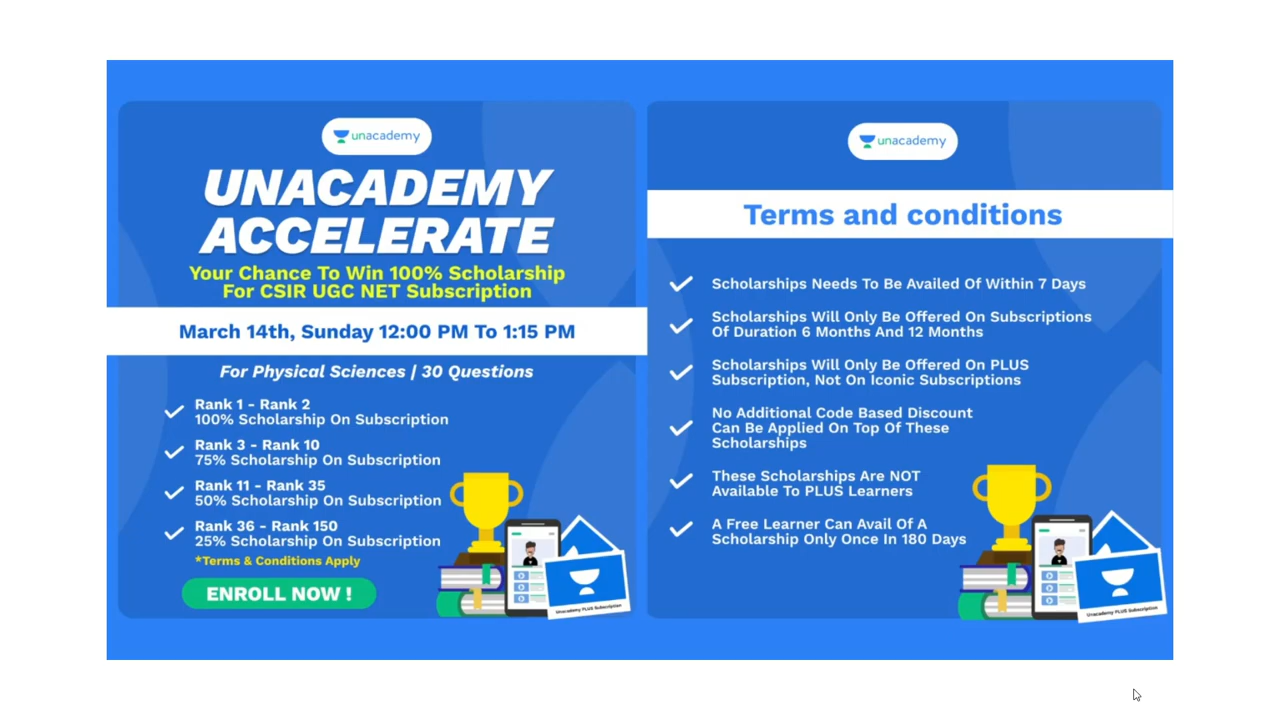 unacademy
UNACADEMY
ACCELERATE
Your Chance To Win 100% Scholarship
For CSIR UGC NET Subscription
March 14th, Sunday 12:00 PM To 1:15 PM
For Physical Sciences | 30 Questions
Rank 1 - Rank 2
100% Scholarship On Subscription
Rank 3 - Rank 10
75% Scholarship On Subscription
Rank 11 - Rank 35
50% Scholarship On Subscription
Rank 36 - Rank 150
25% Scholarship On Subscription
*Terms & Conditions Apply
ENROLL NOW !
Unacademy PLUS Subscription
unacademy
Terms and conditions
Scholarships Needs To Be Availed Of Within 7 Days
Scholarships Will Only Be Offered On Subscriptions
Of Duration 6 Months And 12 Months
Scholarships Will Only Be Offered On PLUS
Subscription, Not On Iconic Subscriptions
No Additional Code Based Discount
Can Be Applied On Top Of These
Scholarships
These Scholarships Are NOT
Available To PLUS Learners
A Free Learner Can Avail Of A
Scholarship Only Once In 180 Days
Unacademy PLUS Subscription